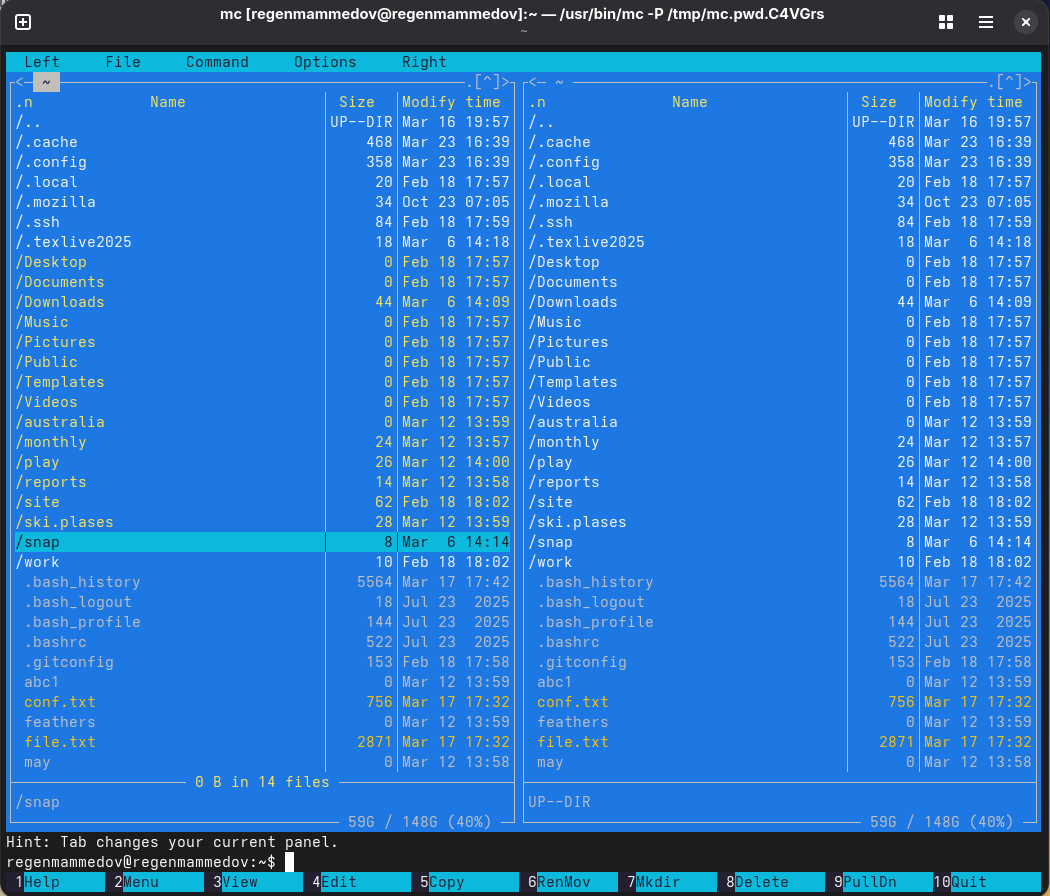 mc [regenmammedov@regenmammedov]:~ — /usr/bin/mc -P /tmp/mc.pwd.C4VGrs
~
Left File Command Options Right
<─ ~ ─.[^]>
.n Name Size Modify time
/.. UP--DIR Mar 16 19:57
/.cache 468 Mar 23 16:39
/.config 358 Mar 23 16:39
/.local 20 Feb 18 17:57
/.mozilla 34 Oct 23 07:05
/.ssh 84 Feb 18 17:59
/.texlive2025 18 Mar 6 14:18
/Desktop 0 Feb 18 17:57
/Documents 0 Feb 18 17:57
/Downloads 44 Mar 6 14:09
/Music 0 Feb 18 17:57
/Pictures 0 Feb 18 17:57
/Public 0 Feb 18 17:57
/Templates 0 Feb 18 17:57
/Videos 0 Feb 18 17:57
/australia 0 Mar 12 13:59
/monthly 24 Mar 12 13:57
/play 26 Mar 12 14:00
/reports 14 Mar 12 13:58
/site 62 Feb 18 18:02
/ski.plases 28 Mar 12 13:59
/snap 8 Mar 6 14:14
/work 10 Feb 18 18:02
.bash_history 5564 Mar 17 17:42
.bash_logout 18 Jul 23 2025
.bash_profile 144 Jul 23 2025
.bashrc 522 Jul 23 2025
.gitconfig 153 Feb 18 17:58
abc1 0 Mar 12 13:59
conf.txt 756 Mar 17 17:32
feathers 0 Mar 12 13:59
file.txt 2871 Mar 17 17:32
may 0 Mar 12 13:58
0 B in 14 files
/snap
59G / 148G (40%)
<─ ~ ─.[^]>
.n Name Size Modify time
/.. UP--DIR Mar 16 19:57
/.cache 468 Mar 23 16:39
/.config 358 Mar 23 16:39
/.local 20 Feb 18 17:57
/.mozilla 34 Oct 23 07:05
/.ssh 84 Feb 18 17:59
/.texlive2025 18 Mar 6 14:18
/Desktop 0 Feb 18 17:57
/Documents 0 Feb 18 17:57
/Downloads 44 Mar 6 14:09
/Music 0 Feb 18 17:57
/Pictures 0 Feb 18 17:57
/Public 0 Feb 18 17:57
/Templates 0 Feb 18 17:57
/Videos 0 Feb 18 17:57
/australia 0 Mar 12 13:59
/monthly 24 Mar 12 13:57
/play 26 Mar 12 14:00
/reports 14 Mar 12 13:58
/site 62 Feb 18 18:02
/ski.plases 28 Mar 12 13:59
/snap 8 Mar 6 14:14
/work 10 Feb 18 18:02
.bash_history 5564 Mar 17 17:42
.bash_logout 18 Jul 23 2025
.bash_profile 144 Jul 23 2025
.bashrc 522 Jul 23 2025
.gitconfig 153 Feb 18 17:58
abc1 0 Mar 12 13:59
conf.txt 756 Mar 17 17:32
feathers 0 Mar 12 13:59
file.txt 2871 Mar 17 17:32
may 0 Mar 12 13:58
UP--DIR
59G / 148G (40%)
Hint: Tab changes your current panel.
regenmammedov@regenmammedov:~$
1Help 2Menu 3View 4Edit 5Copy 6RenMov 7Mkdir 8Delete 9PullDn 10Quit